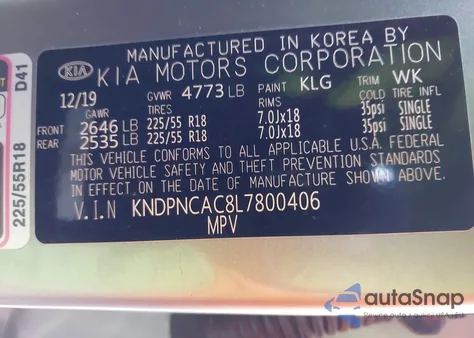 MANUFACTURED IN KOREA BY
KIA KIA MOTORS CORPORATION
12/19 GVWR 4773 LB PAINT KLG TRIM WK
GAWR TIRES RIMS COLD TIRE INFL
FRONT 2646 LB 225/55 R18 7.0Jx18 35psi SINGLE
REAR 2535 LB 225/55 R18 7.0Jx18 35psi SINGLE
THIS VEHICLE CONFORMS TO ALL APPLICABLE U.S.A. FEDERAL
MOTOR VEHICLE SAFETY AND THEFT PREVENTION STANDARDS
IN EFFECT ON THE DATE OF MANUFACTURE SHOWN ABOVE.
V.I.N KNDPNCAC8L7800406
MPV
225/55R18 D41
autoSnap